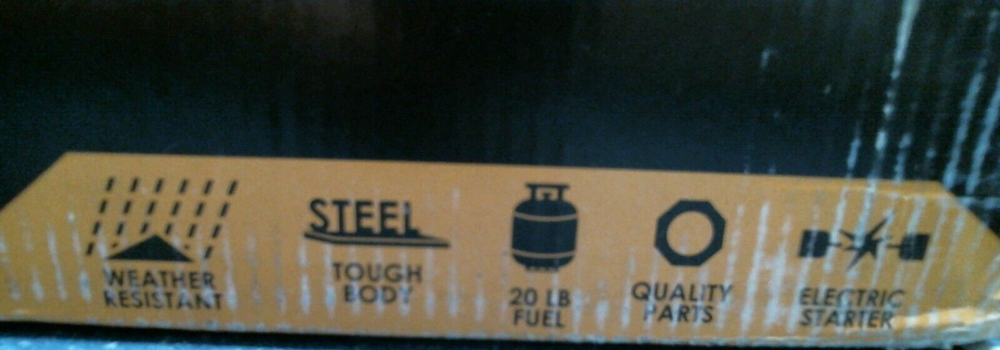 WEATHER
RESISTANT
STEEL
TOUGH
BODY
20 LB
FUEL
QUALITY
PARTS
ELECTRIC
STARTER